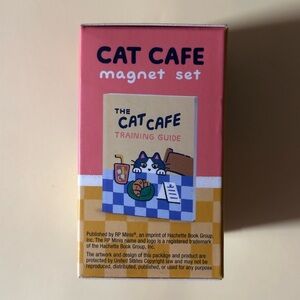 CAT CAFE
magnet set
THE
CAT CAFE
TRAINING GUIDE
Published by RP Minis®, an imprint of Hachette Book Group,
Inc. The RP Minis name and logo is a registered trademark
of the Hachette Book Group, Inc.
The artwork and design of this package and product are
protected by United States Copyright law and may not be
reproduced, distributed, published, or used for any purpose.